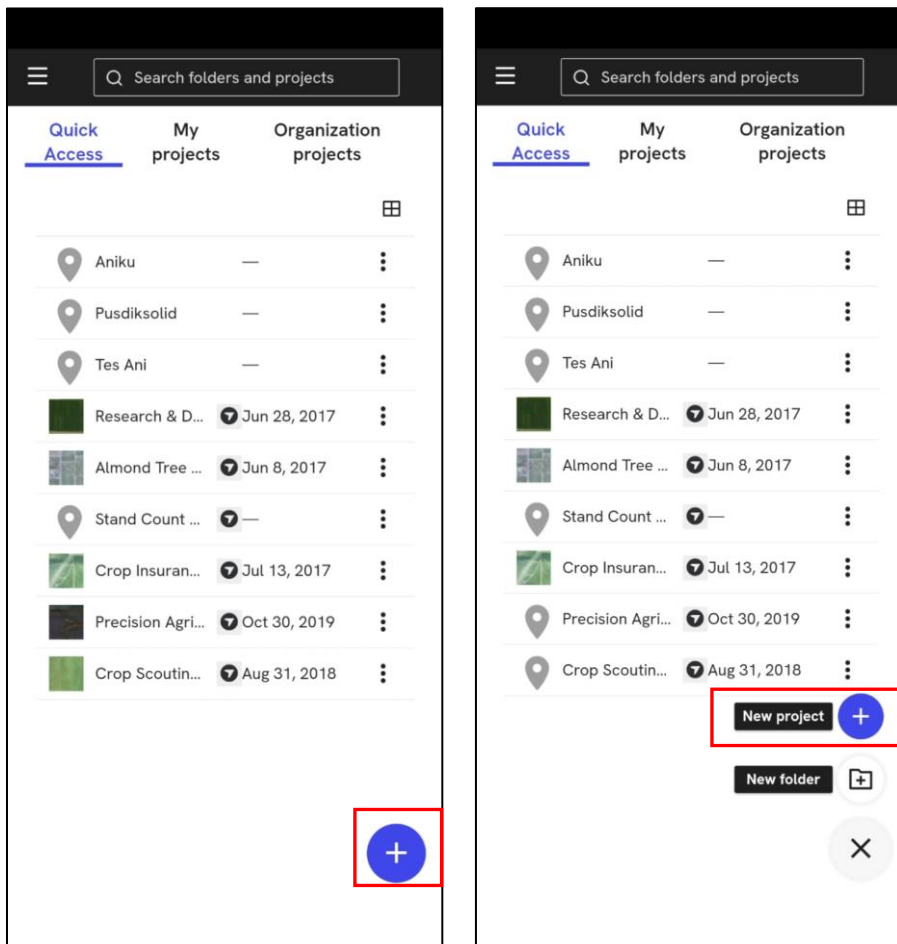 Search folders and projects
Quick Access
My projects
Organization projects
Aniku —
Pusdiksolid —
Tes Ani —
Research & D... Jun 28, 2017
Almond Tree ... Jun 8, 2017
Stand Count ... —
Crop Insuran... Jul 13, 2017
Precision Agri... Oct 30, 2019
Crop Scoutin... Aug 31, 2018
Search folders and projects
Quick Access
My projects
Organization projects
Aniku —
Pusdiksolid —
Tes Ani —
Research & D... Jun 28, 2017
Almond Tree ... Jun 8, 2017
Stand Count ... —
Crop Insuran... Jul 13, 2017
Precision Agri... Oct 30, 2019
Crop Scoutin... Aug 31, 2018
New project
New folder